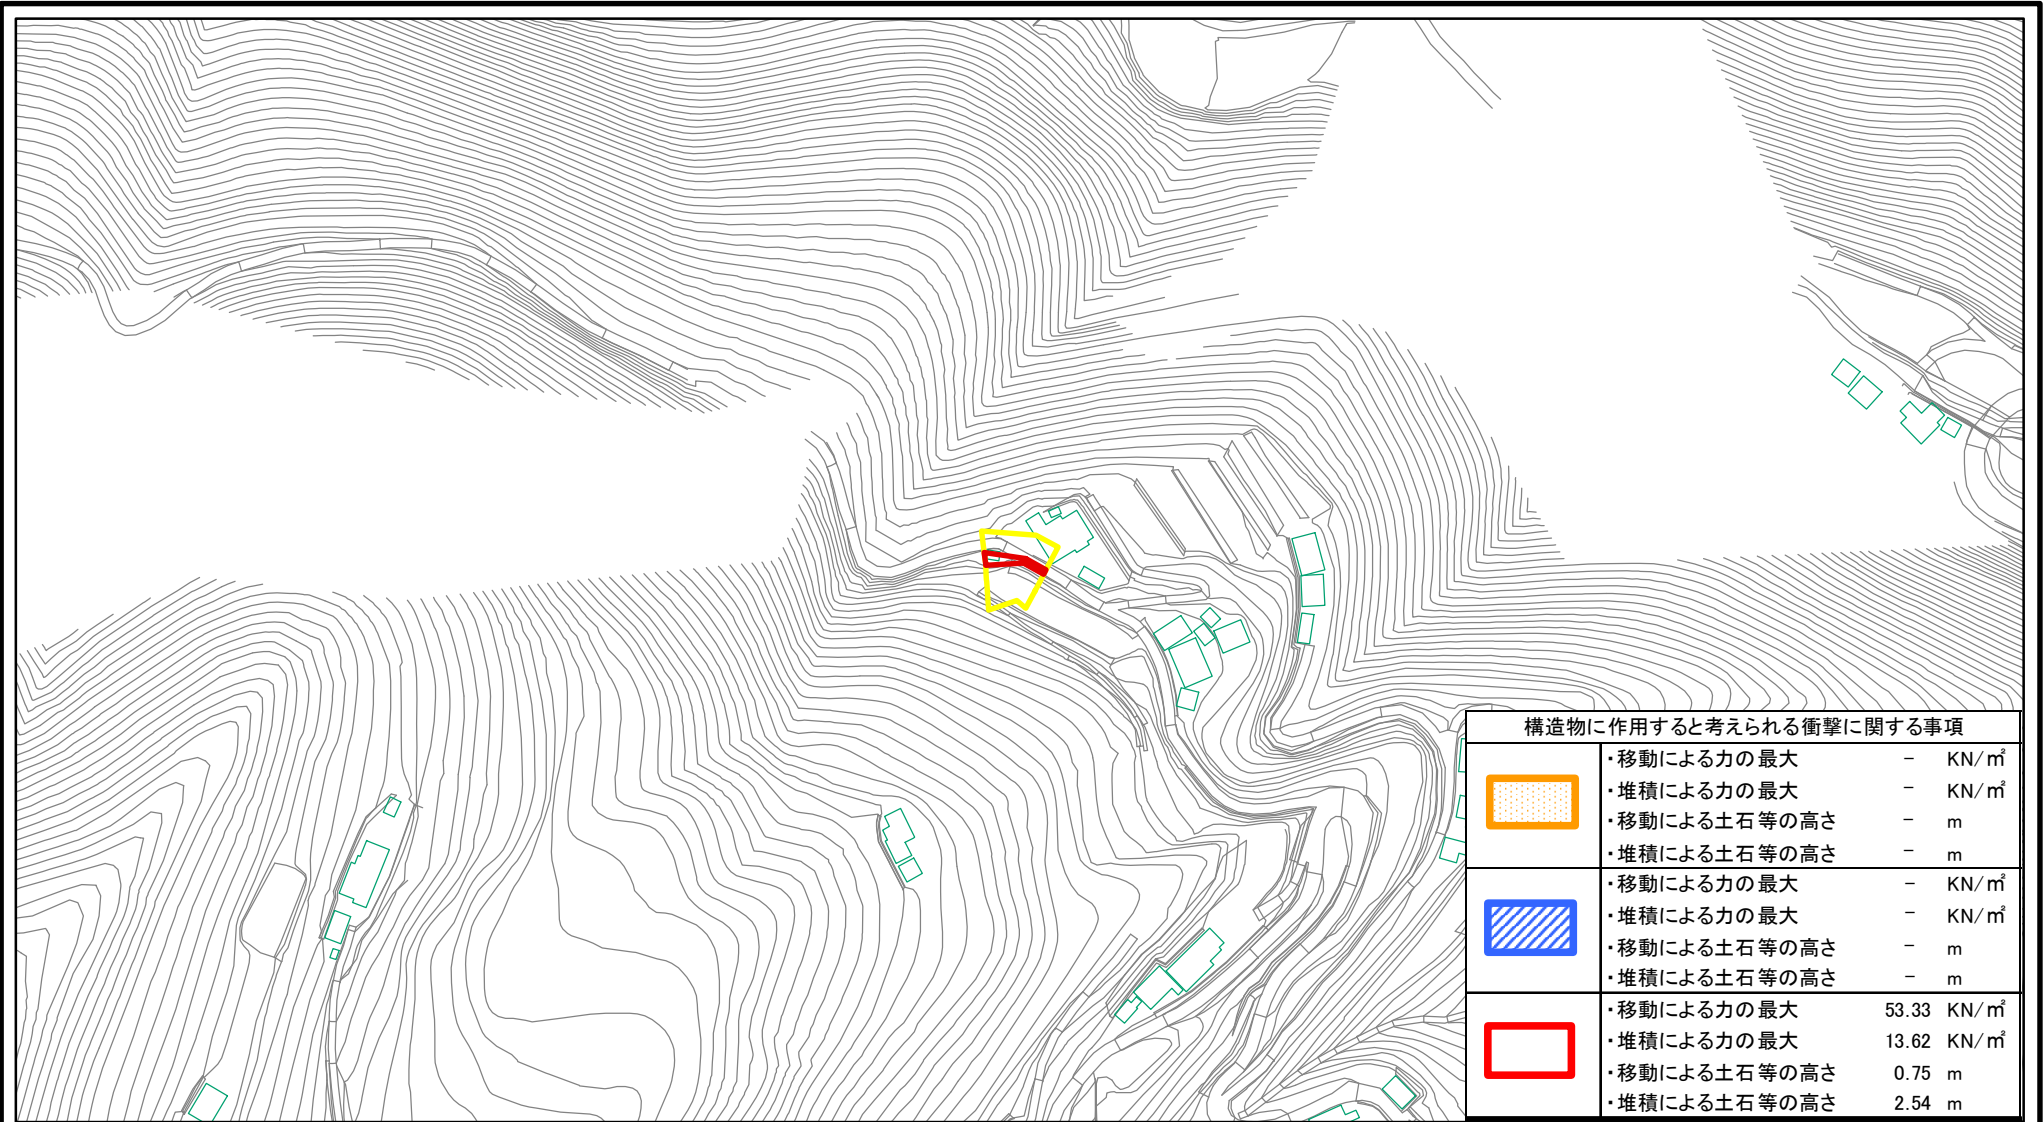 構造物に作用すると考えられる衝撃に関する事項
・移動による力の最大 － KN/㎡
・堆積による力の最大 － KN/㎡
・移動による土石等の高さ － m
・堆積による土石等の高さ － m
・移動による力の最大 － KN/㎡
・堆積による力の最大 － KN/㎡
・移動による土石等の高さ － m
・堆積による土石等の高さ － m
・移動による力の最大 53.33 KN/㎡
・堆積による力の最大 13.62 KN/㎡
・移動による土石等の高さ 0.75 m
・堆積による土石等の高さ 2.54 m